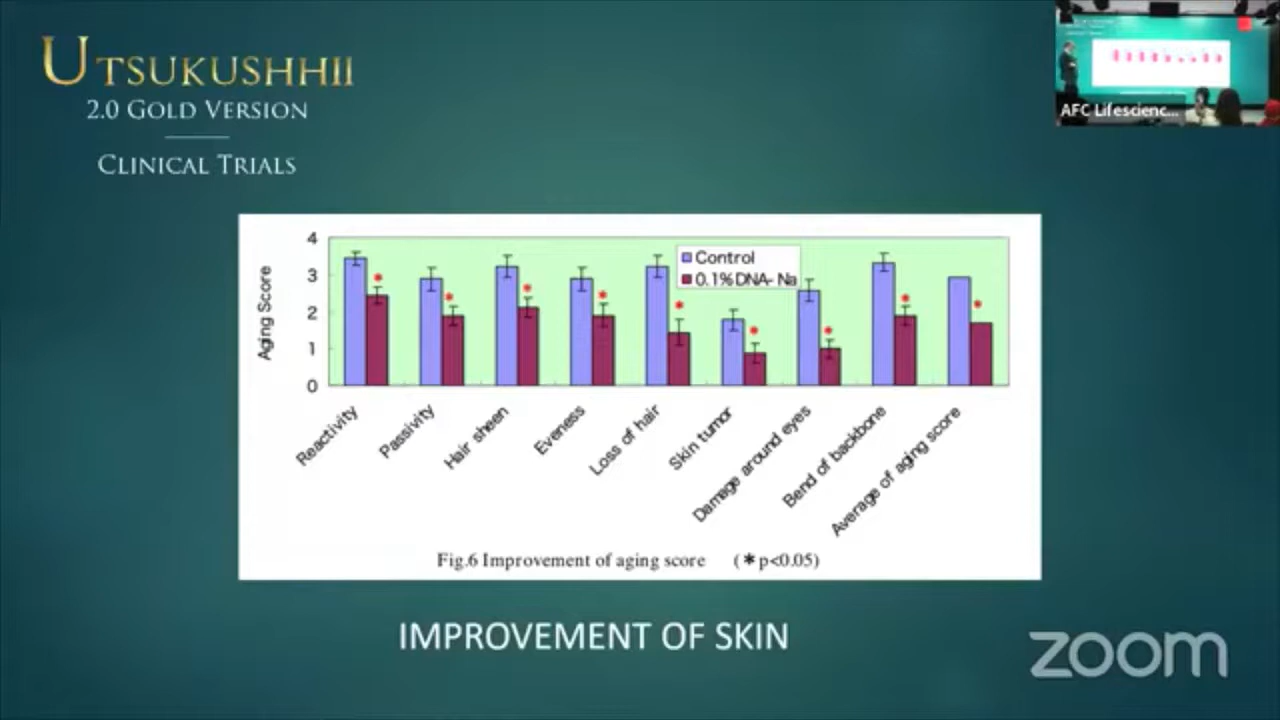 UTSUKUSHHII
2.0 GOLD VERSION
CLINICAL TRIALS
AFC Lifescienc...
Aging Score
4
3
2
1
0
Control
0.1%DNA-Na
* * * * * * * * *
Reactivity
Passivity
Hair sheen
Eveness
Loss of hair
Skin tumor
Damage around eyes
Bend of backbone
Average of aging score
Fig.6 Improvement of aging score (*p<0.05)
IMPROVEMENT OF SKIN
zoom